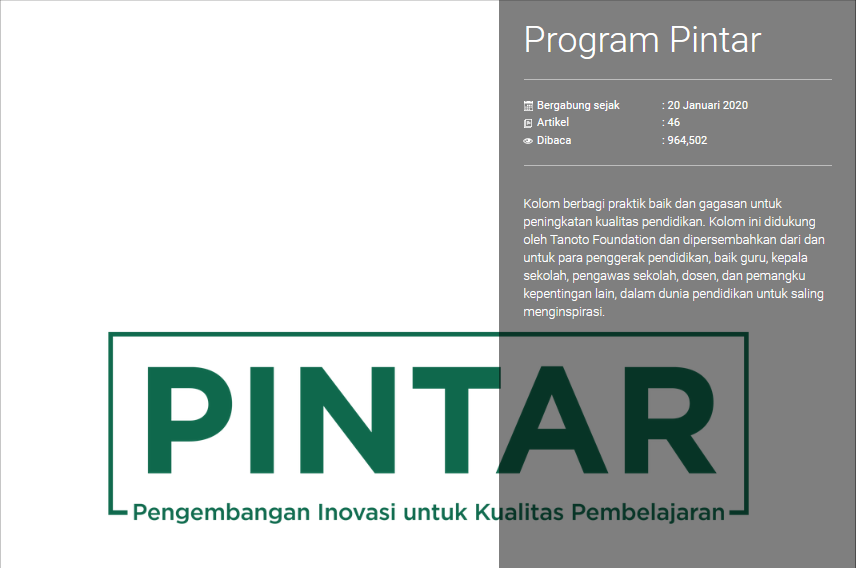 Program Pintar
Bergabung sejak : 20 Januari 2020
Artikel : 46
Dibaca : 964,502
Kolom berbagi praktik baik dan gagasan untuk
peningkatan kualitas pendidikan. Kolom ini didukung
oleh Tanoto Foundation dan dipersembahkan dari dan
untuk para penggerak pendidikan, baik guru, kepala
sekolah, pengawas sekolah, dosen, dan pemangku
kepentingan lain, dalam dunia pendidikan untuk saling
menginspirasi.
PINTAR
Pengembangan Inovasi untuk Kualitas Pembelajaran